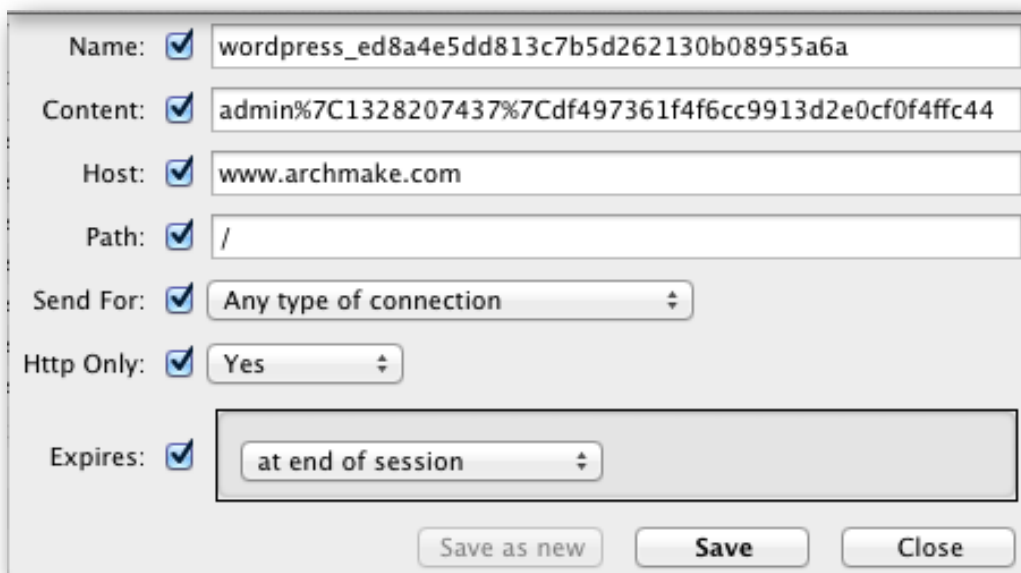 Name: wordpress_ed8a4e5dd813c7b5d262130b08955a6a
Content: admin%7C1328207437%7Cdf497361f4f6cc9913d2e0cf0f4ffc44
Host: www.archmake.com
Path: /
Send For: Any type of connection
Http Only: Yes
Expires: at end of session
Save as new Save Close